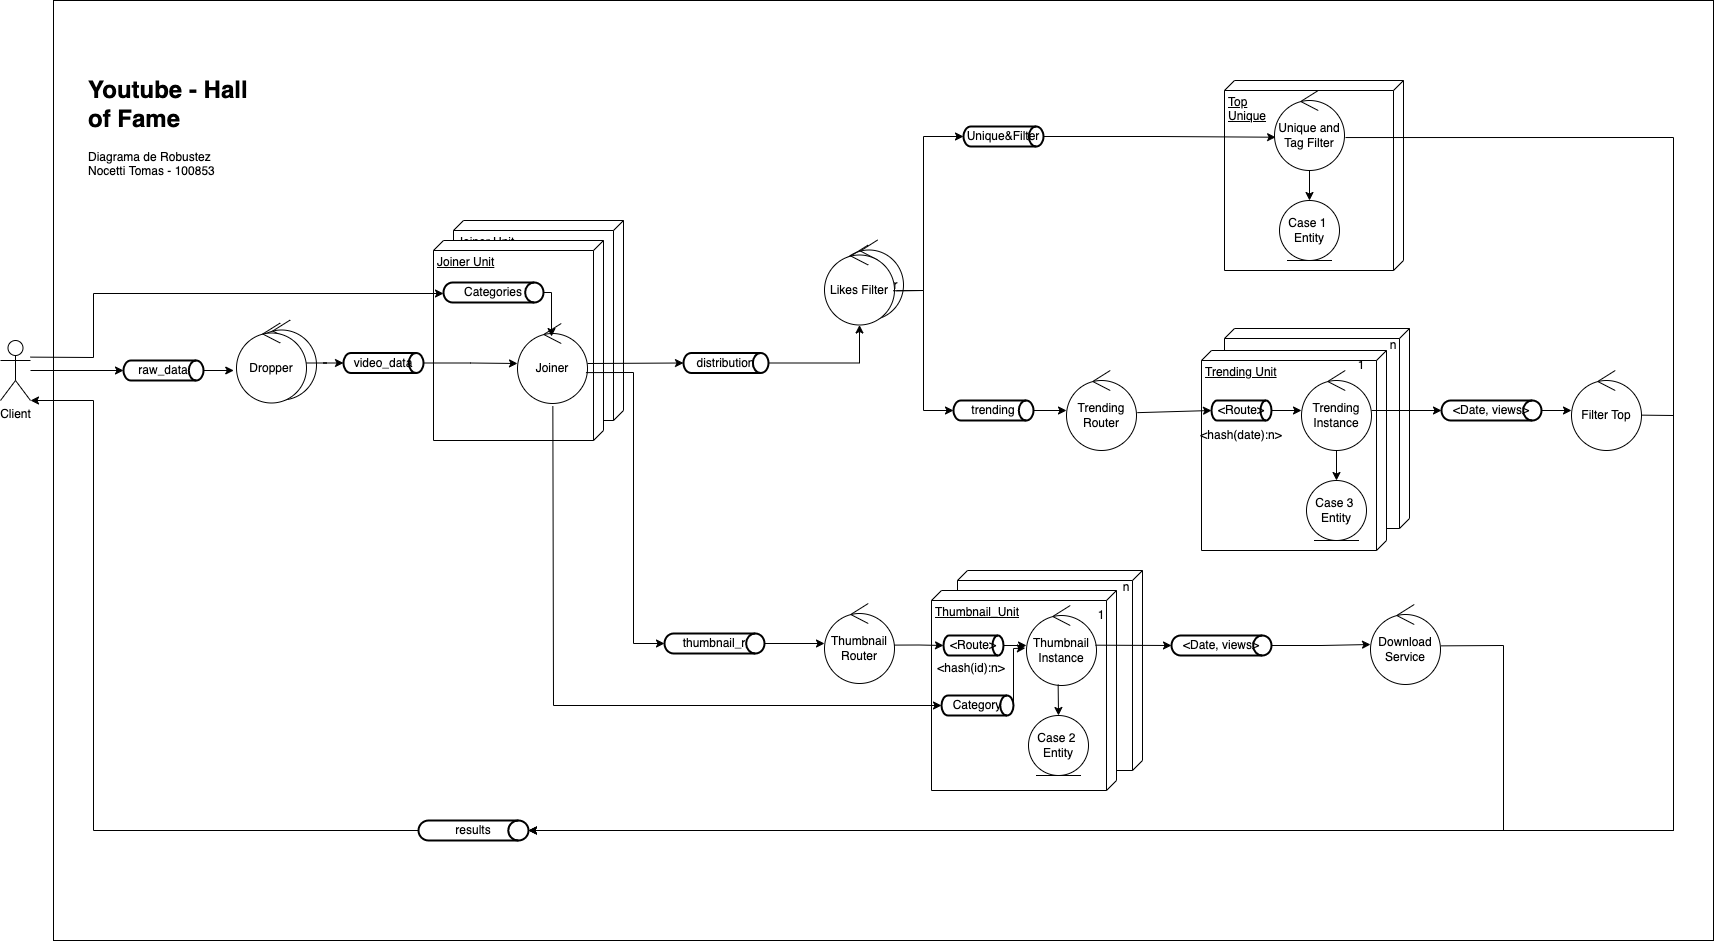 Youtube - Hall
of Fame
Diagrama de Robustez
Nocetti Tomas - 100853
Client
raw_data
Dropper
video_data
Joiner Unit
Joiner Unit
Categories
Joiner
distribution
Likes Filter
Unique&Filter
Top
Unique
Unique and
Tag Filter
Case 1
Entity
trending
Trending
Router
n
1
Trending Unit
<Route>
<hash(date):n>
Trending
Instance
Case 3
Entity
<Date, views>
Filter Top
thumbnail_r
Thumbnail
Router
n
1
Thumbnail_Unit
<Route>
<hash(id):n>
Category
Thumbnail
Instance
Case 2
Entity
<Date, views>
Download
Service
results